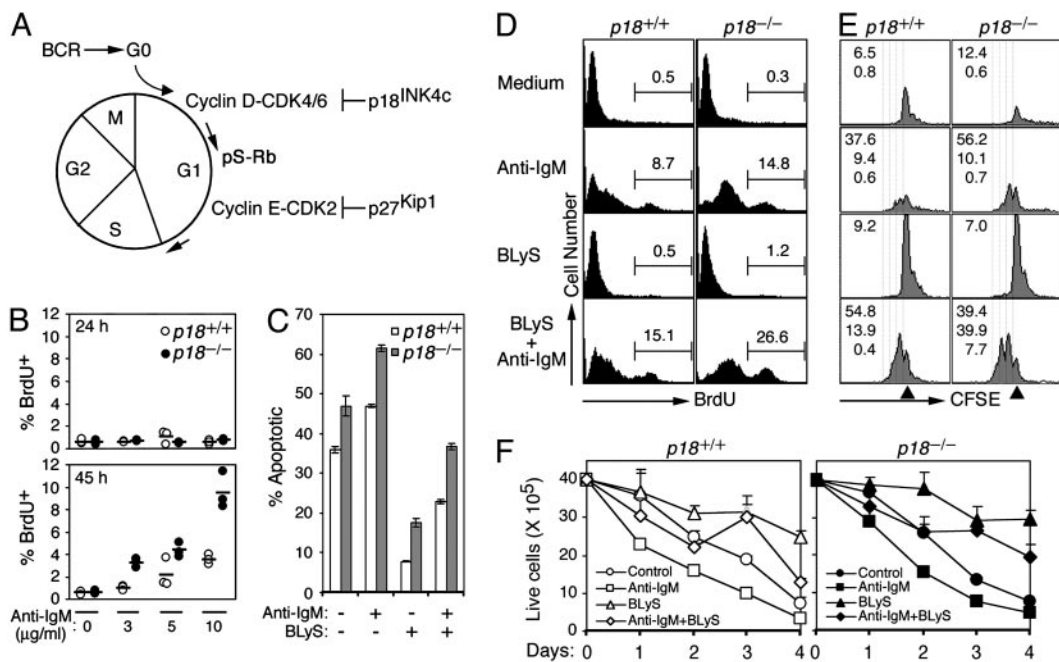 A
BCR G0
Cyclin D-CDK4/6 p18INK4c
pS-Rb
M
G2
G1
S
Cyclin E-CDK2 p27Kip1
B
24 h
p18+/+
p18−/−
% BrdU+
12
10
8
6
4
2
0
45 h
% BrdU+
12
10
8
6
4
2
0
Anti-IgM
(µg/ml)
0 3 5 10
C
p18+/+
p18−/−
% Apoptotic
70
60
50
40
30
20
10
0
Anti-IgM: - + - +
BLyS: - - + +
D
p18+/+ p18−/−
Medium 0.5 0.3
Anti-IgM 8.7 14.8
BLyS 0.5 1.2
BLyS
+
Anti-IgM
15.1 26.6
Cell Number
BrdU
E
p18+/+ p18−/−
6.5 12.4
0.8 0.6
37.6 56.2
9.4 10.1
0.6 0.7
9.2 7.0
54.8 39.4
13.9 39.9
0.4 7.7
CFSE
F
p18+/+ p18−/−
Live cells (X 10⁵)
40
30
20
10
0
Control
Anti-IgM
BLyS
Anti-IgM+BLyS
Control
Anti-IgM
BLyS
Anti-IgM+BLyS
Days: 0 1 2 3 4 0 1 2 3 4